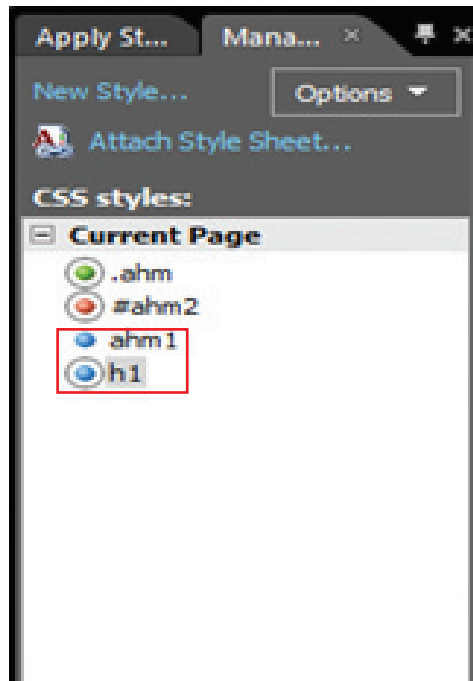 Apply St... Mana...
New Style... Options
Attach Style Sheet...
CSS styles:
Current Page
.ahm
#ahm2
ahm1
h1